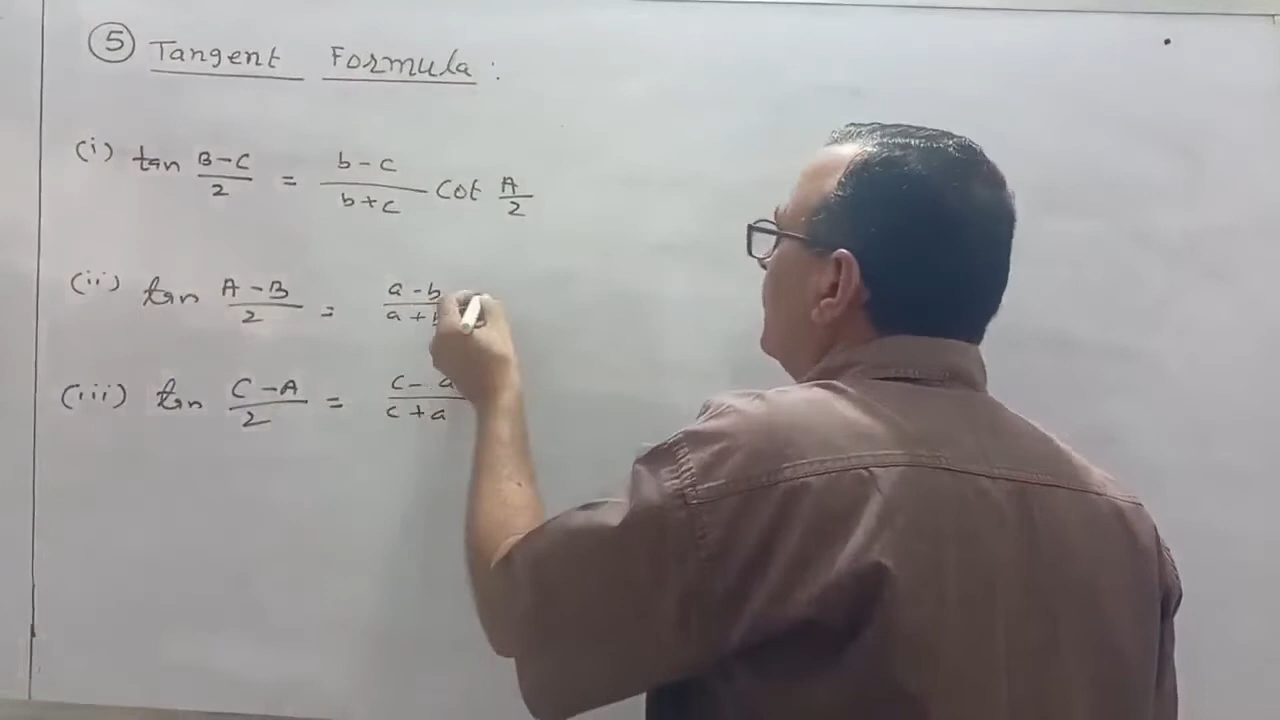 ⑤ Tangent Formula :
(i) tan B-C/2 = b-c/b+c cot A/2
(ii) tan A-B/2 = a-b/a+b
(iii) tan C-A/2 = c-a/c+a